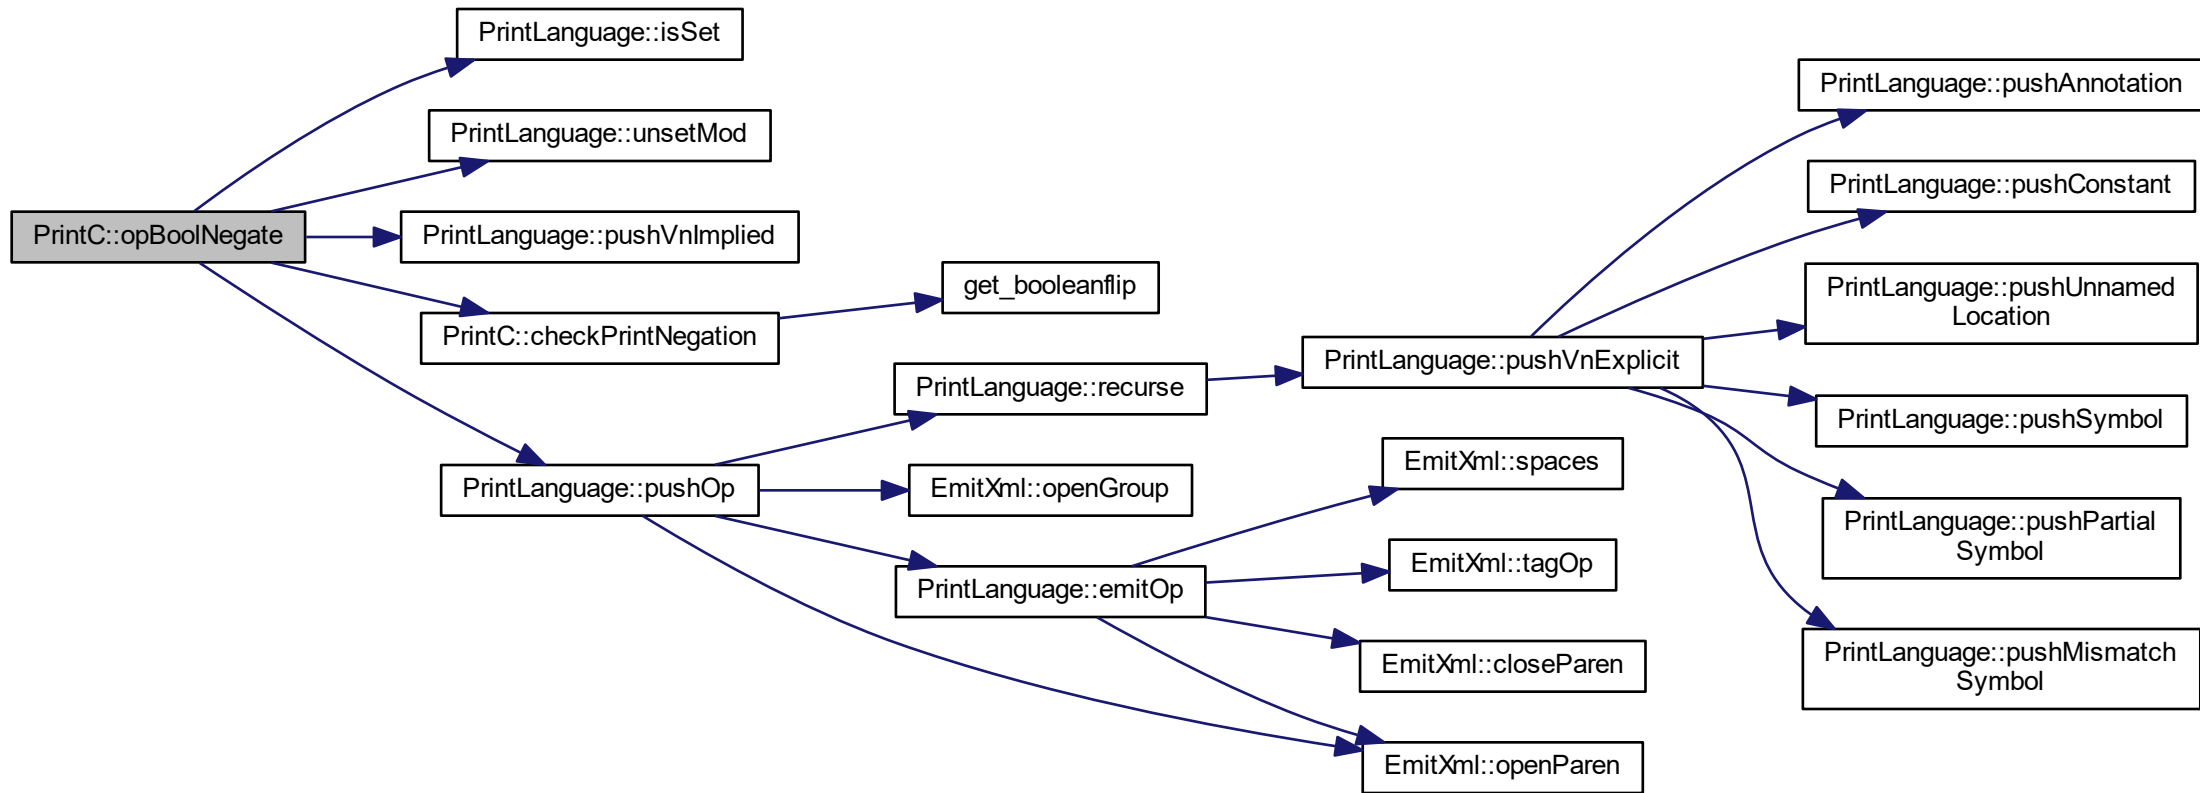 PrintLanguage::isSet
PrintLanguage::unsetMod
PrintC::opBoolNegate
PrintLanguage::pushVnImplied
PrintC::checkPrintNegation
get_booleanflip
PrintLanguage::pushOp
PrintLanguage::recurse
EmitXml::openGroup
PrintLanguage::emitOp
PrintLanguage::pushVnExplicit
EmitXml::spaces
EmitXml::tagOp
EmitXml::closeParen
EmitXml::openParen
PrintLanguage::pushAnnotation
PrintLanguage::pushConstant
PrintLanguage::pushUnnamed
Location
PrintLanguage::pushSymbol
PrintLanguage::pushPartial
Symbol
PrintLanguage::pushMismatch
Symbol